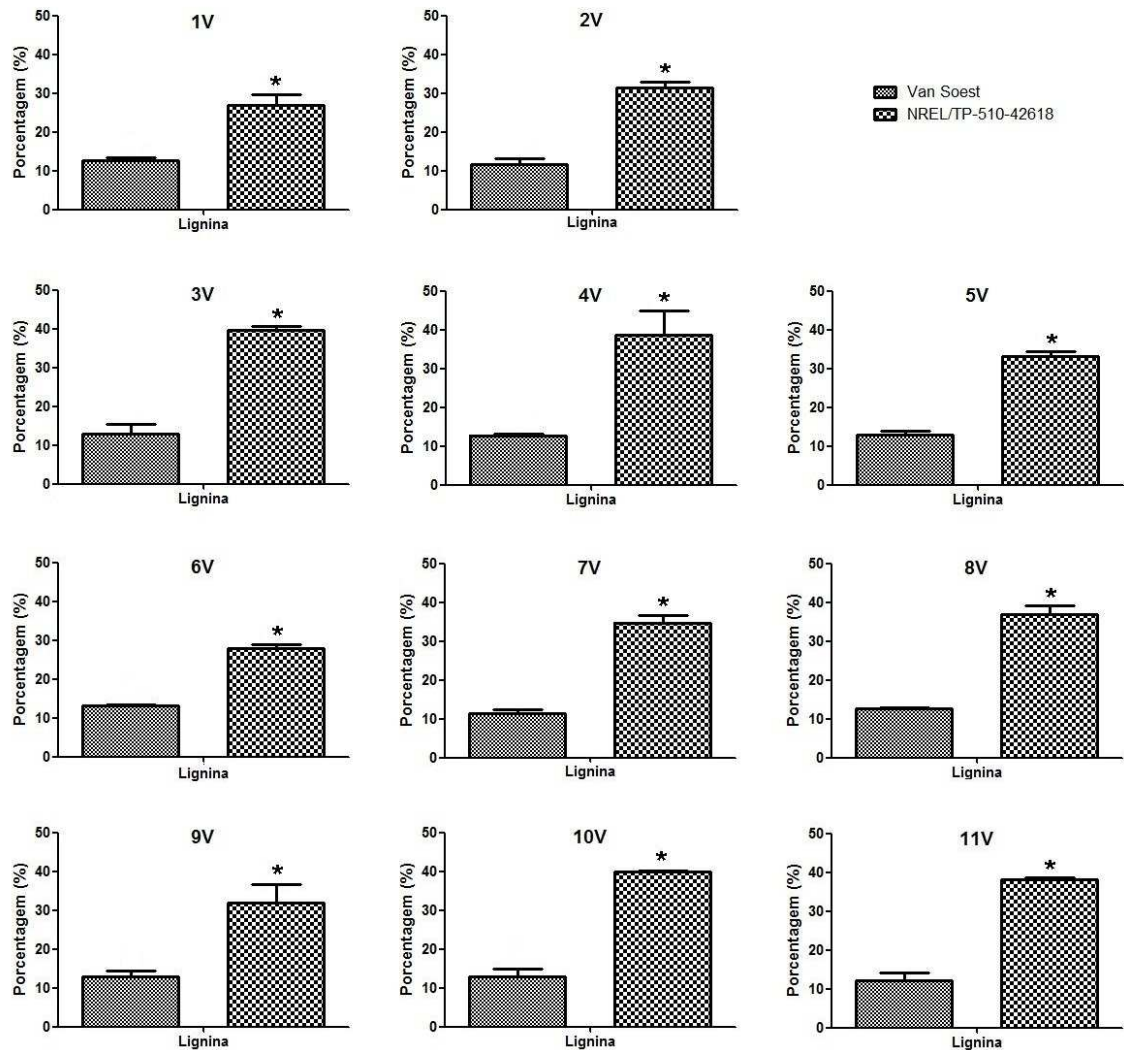 1V
Porcentagem (%)
50
40
30
20
10
0
*
Lignina
2V
Porcentagem (%)
50
40
30
20
10
0
*
Lignina
Van Soest
NREL/TP-510-42618
3V
Porcentagem (%)
50
40
30
20
10
0
*
Lignina
4V
Porcentagem (%)
50
40
30
20
10
0
*
Lignina
5V
Porcentagem (%)
50
40
30
20
10
0
*
Lignina
6V
Porcentagem (%)
50
40
30
20
10
0
*
Lignina
7V
Porcentagem (%)
50
40
30
20
10
0
*
Lignina
8V
Porcentagem (%)
50
40
30
20
10
0
*
Lignina
9V
Porcentagem (%)
50
40
30
20
10
0
*
Lignina
10V
Porcentagem (%)
50
40
30
20
10
0
*
Lignina
11V
Porcentagem (%)
50
40
30
20
10
0
*
Lignina